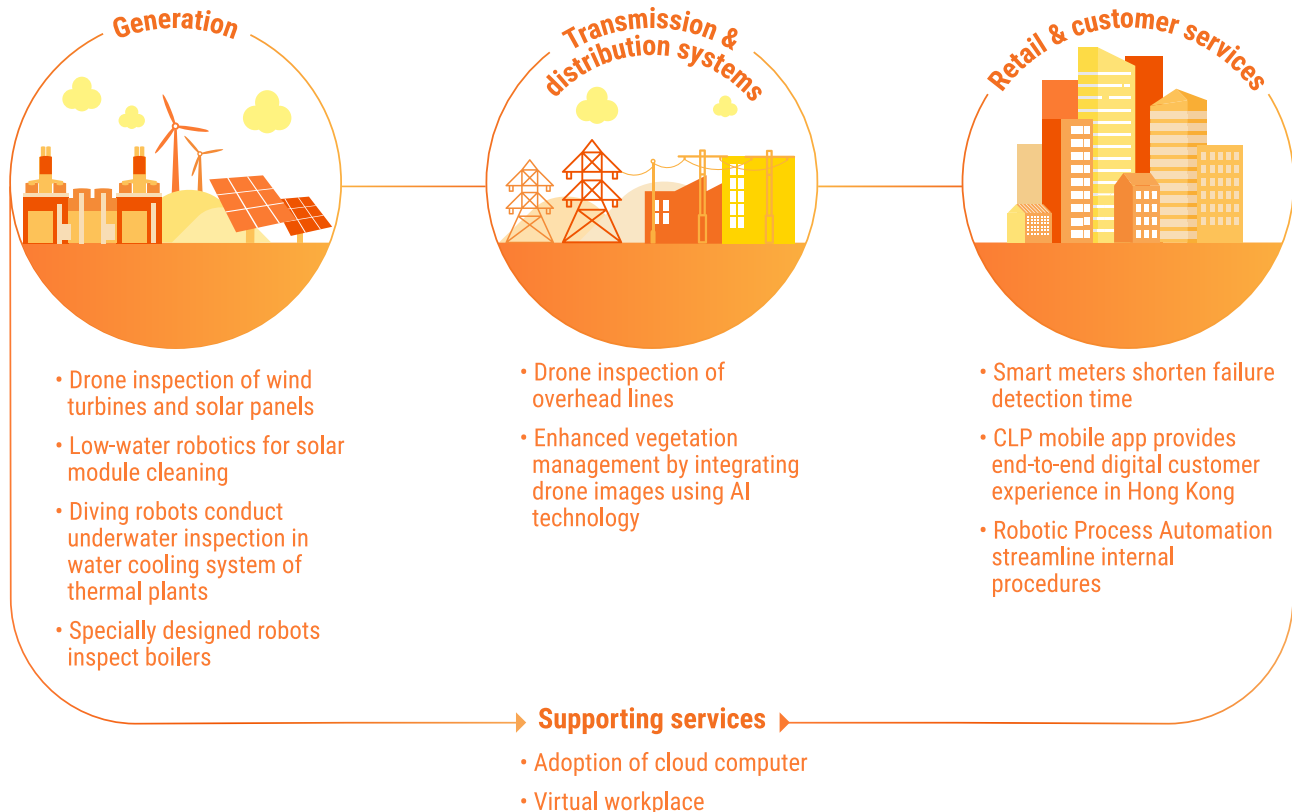 Generation
• Drone inspection of wind
turbines and solar panels
• Low-water robotics for solar
module cleaning
• Diving robots conduct
underwater inspection in
water cooling system of
thermal plants
• Specially designed robots
inspect boilers
Transmission &
distribution systems
• Drone inspection of
overhead lines
• Enhanced vegetation
management by integrating
drone images using AI
technology
Retail & customer services
• Smart meters shorten failure
detection time
• CLP mobile app provides
end-to-end digital customer
experience in Hong Kong
• Robotic Process Automation
streamline internal
procedures
Supporting services
• Adoption of cloud computer
• Virtual workplace